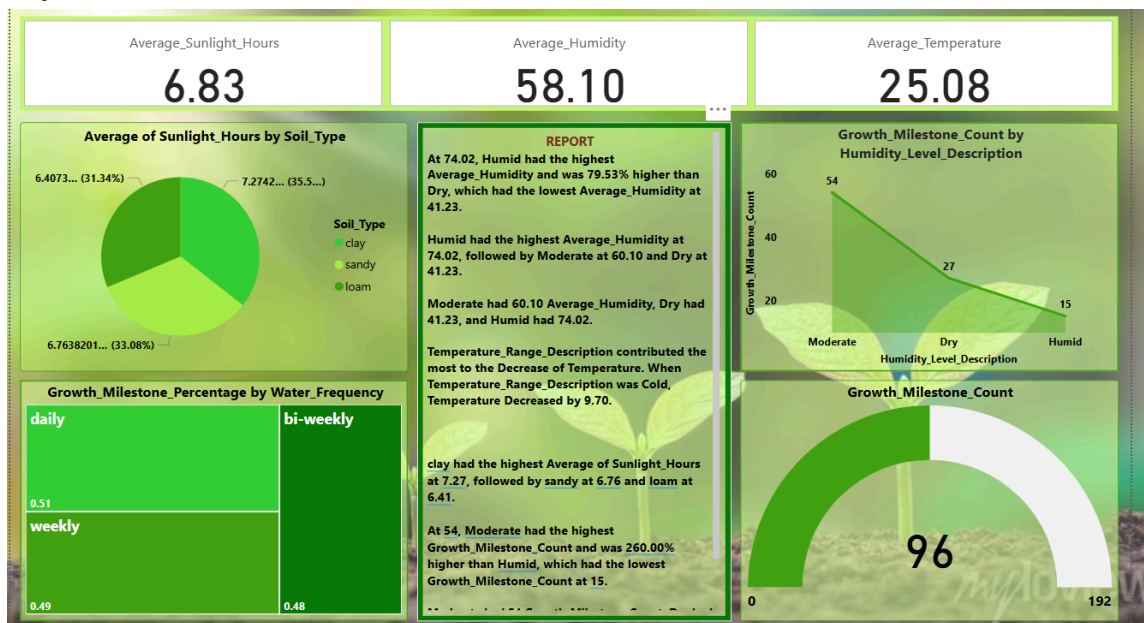 Average_Sunlight_Hours
6.83
Average_Humidity
58.10
Average_Temperature
25.08
Average of Sunlight_Hours by Soil_Type
6.4073... (31.34%)
7.2742... (35.5...)
6.7638201... (33.08%)
Soil_Type
clay
sandy
loam
Growth_Milestone_Percentage by Water_Frequency
daily
0.51
weekly
0.49
bi-weekly
0.48
REPORT
At 74.02, Humid had the highest
Average_Humidity and was 79.53% higher than
Dry, which had the lowest Average_Humidity at
41.23.
Humid had the highest Average_Humidity at
74.02, followed by Moderate at 60.10 and Dry at
41.23.
Moderate had 60.10 Average_Humidity, Dry had
41.23, and Humid had 74.02.
Temperature_Range_Description contributed the
most to the Decrease of Temperature. When
Temperature_Range_Description was Cold,
Temperature Decreased by 9.70.
clay had the highest Average of Sunlight_Hours
at 7.27, followed by sandy at 6.76 and loam at
6.41.
At 54, Moderate had the highest
Growth_Milestone_Count and was 260.00%
higher than Humid, which had the lowest
Growth_Milestone_Count at 15.
Growth_Milestone_Count by
Humidity_Level_Description
Growth_Milestone_Count
60
40
20
54
27
15
Moderate
Dry
Humid
Humidity_Level_Description
Growth_Milestone_Count
96
0
192